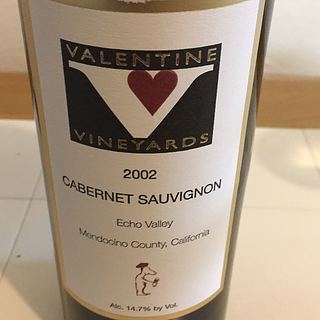 VALENTINE
VINEYARDS
2002
CABERNET SAUVIGNON
Echo Valley
Mendocino County, California
Alc. 14.7% by Vol.